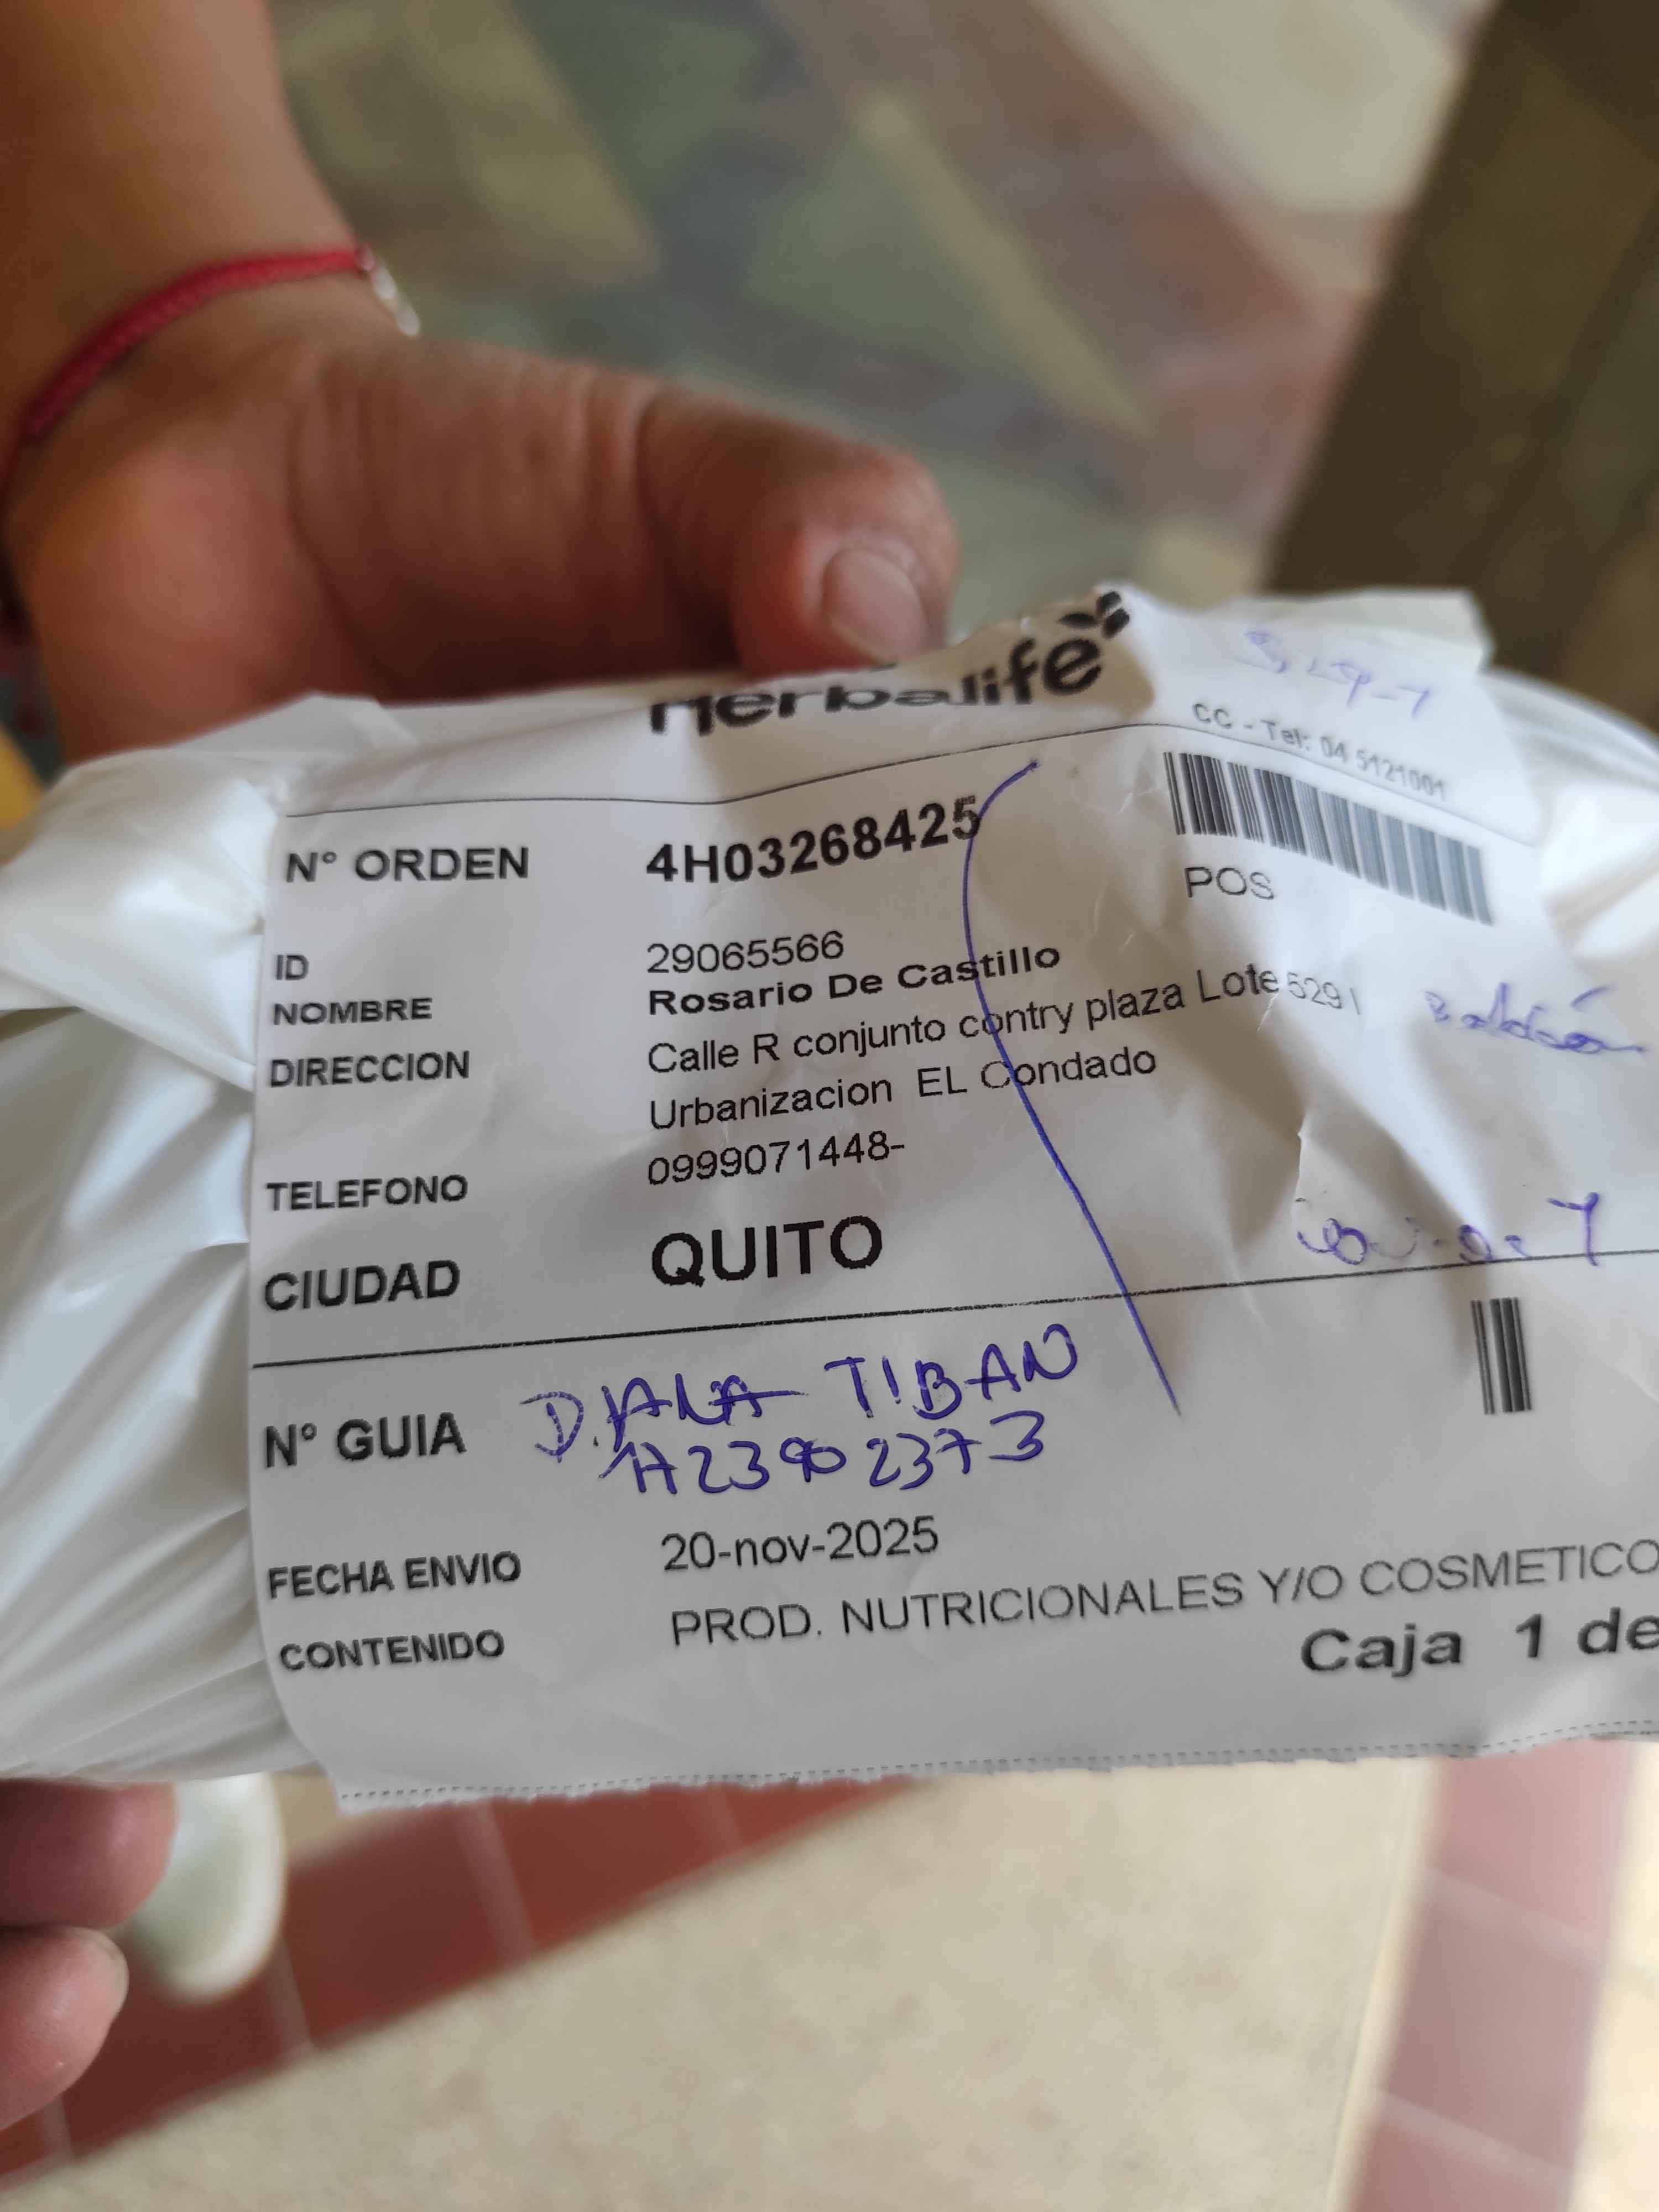 Herbalife
CC - Tel: 04 5121001
N° ORDEN 4H03268425
POS
ID 29065566
NOMBRE Rosario De Castillo
DIRECCION Calle R conjunto contry plaza Lote 529
Urbanizacion EL Condado
TELEFONO 0999071448-
CIUDAD QUITO
N° GUIA DIANA TIBAN
FECHA ENVIO 20-nov-2025
CONTENIDO PROD. NUTRICIONALES Y/O COSMETICO
Caja 1 de